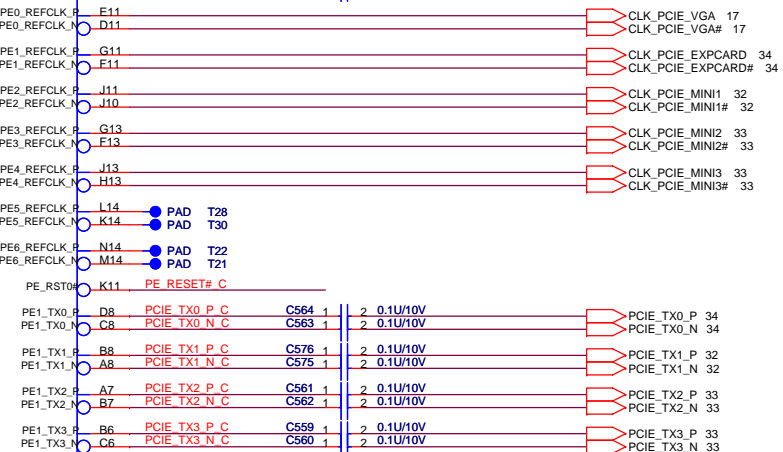 PE0_REFCLK_P E11 CLK_PCIE_VGA 17
PE0_REFCLK_N D11 CLK_PCIE_VGA# 17
PE1_REFCLK_P G11 CLK_PCIE_EXPCARD 34
PE1_REFCLK_N F11 CLK_PCIE_EXPCARD# 34
PE2_REFCLK_P J11 CLK_PCIE_MINI1 32
PE2_REFCLK_N J10 CLK_PCIE_MINI1# 32
PE3_REFCLK_P G13 CLK_PCIE_MINI2 33
PE3_REFCLK_N F13 CLK_PCIE_MINI2# 33
PE4_REFCLK_P J13 CLK_PCIE_MINI3 33
PE4_REFCLK_N H13 CLK_PCIE_MINI3# 33
PE5_REFCLK_P L14 PAD T28
PE5_REFCLK_N K14 PAD T30
PE6_REFCLK_P N14 PAD T22
PE6_REFCLK_N M14 PAD T21
PE_RST0# K11 PE_RESET#_C
PE1_TX0_P D8 PCIE_TX0_P_C C564 1 2 0.1U/10V PCIE_TX0_P 34
PE1_TX0_N C8 PCIE_TX0_N_C C563 1 2 0.1U/10V PCIE_TX0_N 34
PE1_TX1_P B8 PCIE_TX1_P_C C576 1 2 0.1U/10V PCIE_TX1_P 32
PE1_TX1_N A8 PCIE_TX1_N_C C575 1 2 0.1U/10V PCIE_TX1_N 32
PE1_TX2_P A7 PCIE_TX2_P_C C561 1 2 0.1U/10V PCIE_TX2_P 33
PE1_TX2_N B7 PCIE_TX2_N_C C562 1 2 0.1U/10V PCIE_TX2_N 33
PE1_TX3_P B6 PCIE_TX3_P_C C559 1 2 0.1U/10V PCIE_TX3_P 33
PE1_TX3_N C6 PCIE_TX3_N_C C560 1 2 0.1U/10V PCIE_TX3_N 33